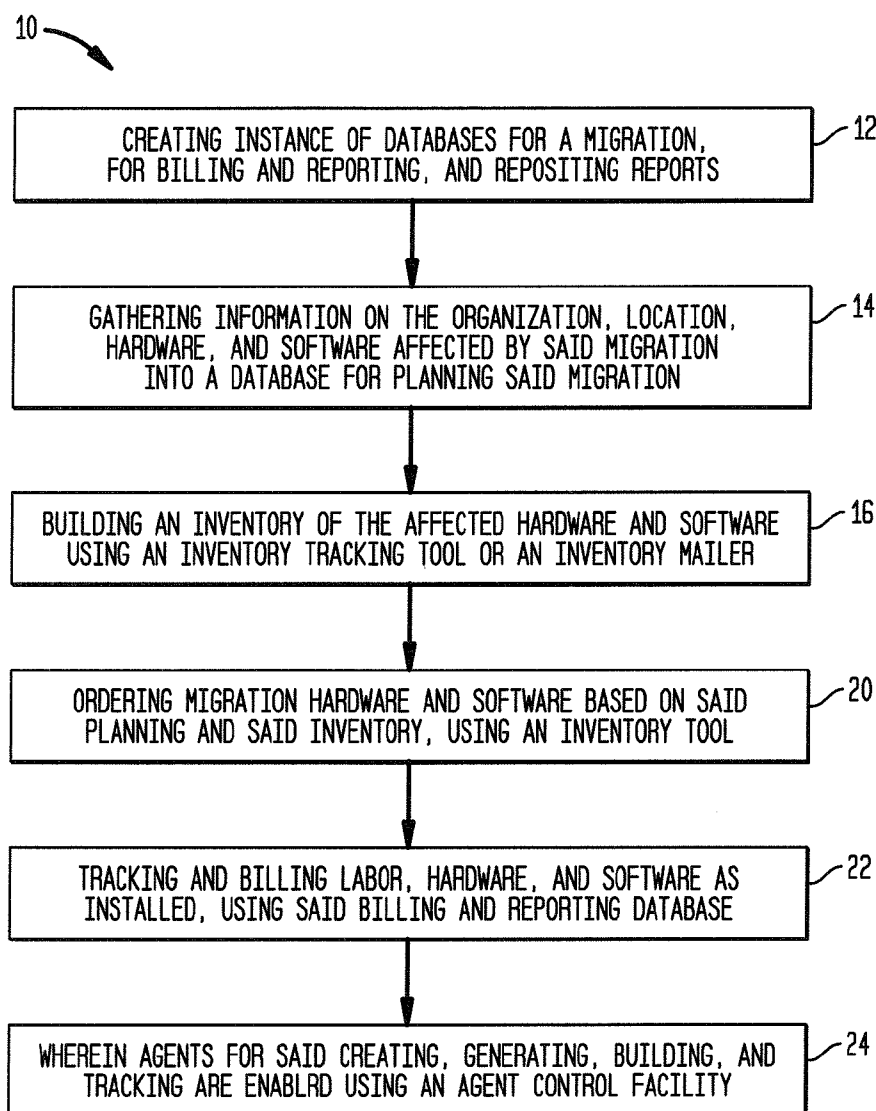 10
CREATING INSTANCE OF DATABASES FOR A MIGRATION,
FOR BILLING AND REPORTING, AND REPOSITING REPORTS
12
GATHERING INFORMATION ON THE ORGANIZATION, LOCATION,
HARDWARE, AND SOFTWARE AFFECTED BY SAID MIGRATION
INTO A DATABASE FOR PLANNING SAID MIGRATION
14
BUILDING AN INVENTORY OF THE AFFECTED HARDWARE AND SOFTWARE
USING AN INVENTORY TRACKING TOOL OR AN INVENTORY MAILER
16
ORDERING MIGRATION HARDWARE AND SOFTWARE BASED ON SAID
PLANNING AND SAID INVENTORY, USING AN INVENTORY TOOL
20
TRACKING AND BILLING LABOR, HARDWARE, AND SOFTWARE AS
INSTALLED, USING SAID BILLING AND REPORTING DATABASE
22
WHEREIN AGENTS FOR SAID CREATING, GENERATING, BUILDING, AND
TRACKING ARE ENABLRD USING AN AGENT CONTROL FACILITY
24